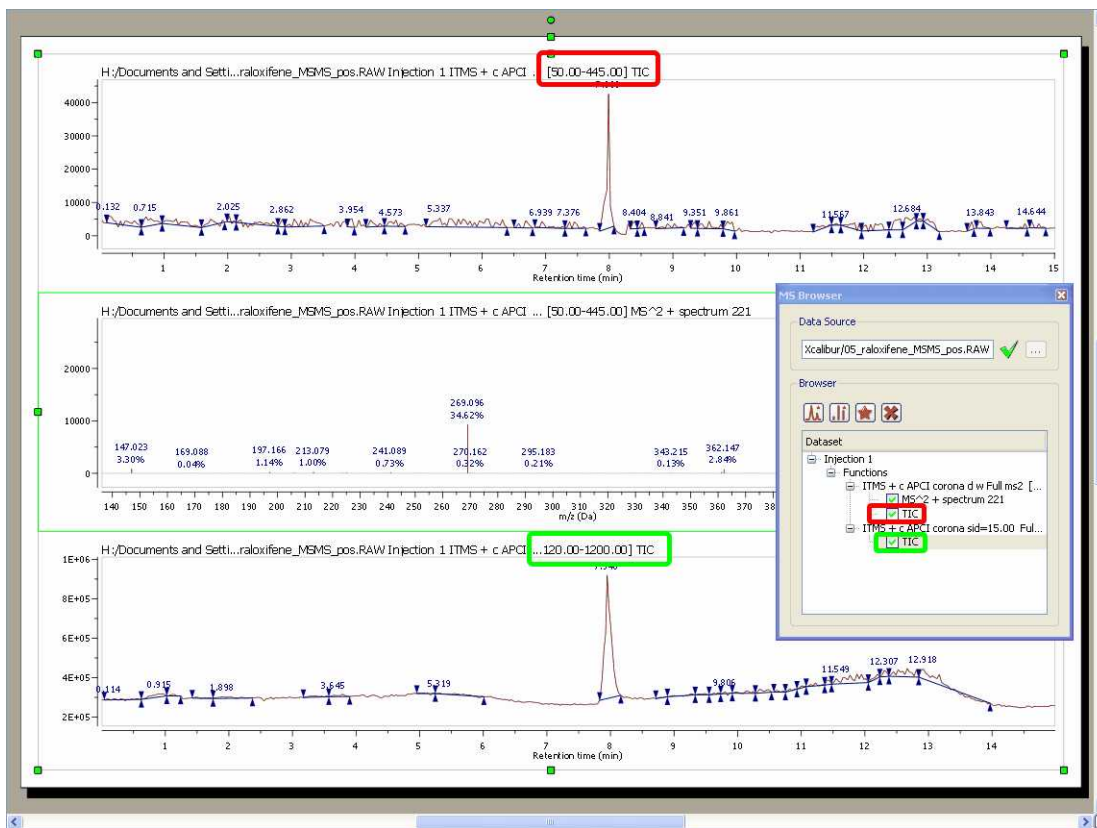 H:/Documents and Setti...raloxifene_MSMS_pos.RAW Injection 1 ITMS + c APCI ... [50.00-445.00] TIC
40000
30000
20000
10000
0
0.132 0.715 2.025 2.862 3.954 4.573 5.337 6.939 7.376 8.404 8.841 9.351 9.861 11.567 12.684 13.843 14.644
1 2 3 4 5 6 7 8 9 10 11 12 13 14 15
Retention time (min)
H:/Documents and Setti...raloxifene_MSMS_pos.RAW Injection 1 ITMS + c APCI ... [50.00-445.00] MS^2 + spectrum 221
20000
10000
0
147.023 169.088 197.166 213.079 241.089 269.096 270.162 295.183 343.215 362.147
3.30% 0.04% 1.14% 1.00% 0.73% 34.62% 0.32% 0.21% 0.13% 2.84%
140 150 160 170 180 190 200 210 220 230 240 250 260 270 280 290 300 310 320 330 340 350 360 370
m/z (Da)
H:/Documents and Setti...raloxifene_MSMS_pos.RAW Injection 1 ITMS + c APCI ...120.00-1200.00] TIC
1E+06
8E+05
6E+05
4E+05
2E+05
0.114 0.915 1.898 3.645 5.319 9.806 11.549 12.307 12.918
1 2 3 4 5 6 7 8 9 10 11 12 13 14
Retention time (min)
MS Browser
Data Source
Xcalibur/05_raloxifene_MSMS_pos.RAW ...
Browser
Dataset
Injection 1
Functions
ITMS + c APCI corona d w Full ms2 [...
MS^2 + spectrum 221
TIC
ITMS + c APCI corona sid=15.00 Ful...
TIC